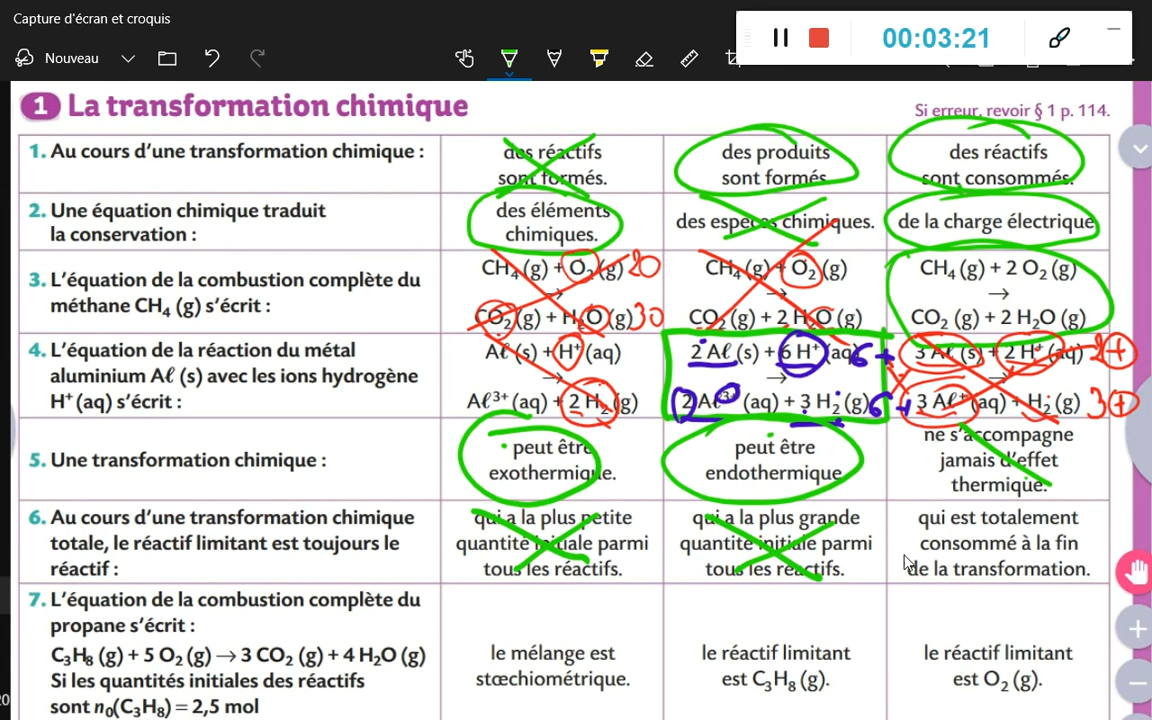 Capture d'écran et croquis
Nouveau
00:03:21
1 La transformation chimique
Si erreur, revoir § 1 p. 114.
1. Au cours d'une transformation chimique :
des réactifs
sont formés.
des produits
sont formés
des réactifs
sont consommés.
2. Une équation chimique traduit
la conservation :
des éléments
chimiques.
des espèces chimiques.
de la charge électrique
3. L'équation de la combustion complète du
méthane CH₄ (g) s'écrit :
CH₄ (g) + O₂ (g) 2O
→
CO₂ (g) + H₂O (g) 3O
CH₄ (g) + O₂ (g)
→
CO₂ (g) + 2 H₂O (g)
CH₄ (g) + 2 O₂ (g)
→
CO₂ (g) + 2 H₂O (g)
4. L'équation de la réaction du métal
aluminium Aℓ (s) avec les ions hydrogène
H⁺ (aq) s'écrit :
Aℓ (s) + H⁺ (aq)
→
Aℓ³⁺ (aq) + 2 H₂ (g)
2 Aℓ (s) + 6 H⁺ (aq) 6+
→
2 Aℓ³⁺ (aq) + 3 H₂ (g) 6+
3 Aℓ (s) + 2 H⁺ (aq) 2+
→
3 Aℓ⁺ (aq) + H₂ (g) 3+
5. Une transformation chimique :
peut être
exothermique.
peut être
endothermique
ne s'accompagne
jamais d'effet
thermique.
6. Au cours d'une transformation chimique
totale, le réactif limitant est toujours le
réactif :
qui a la plus petite
quantité initiale parmi
tous les réactifs.
qui a la plus grande
quantité initiale parmi
tous les réactifs.
qui est totalement
consommé à la fin
de la transformation.
7. L'équation de la combustion complète du
propane s'écrit :
C₃H₈ (g) + 5 O₂ (g) → 3 CO₂ (g) + 4 H₂O (g)
Si les quantités initiales des réactifs
sont n₀(C₃H₈) = 2,5 mol
le mélange est
stœchiométrique.
le réactif limitant
est C₃H₈ (g).
le réactif limitant
est O₂ (g).